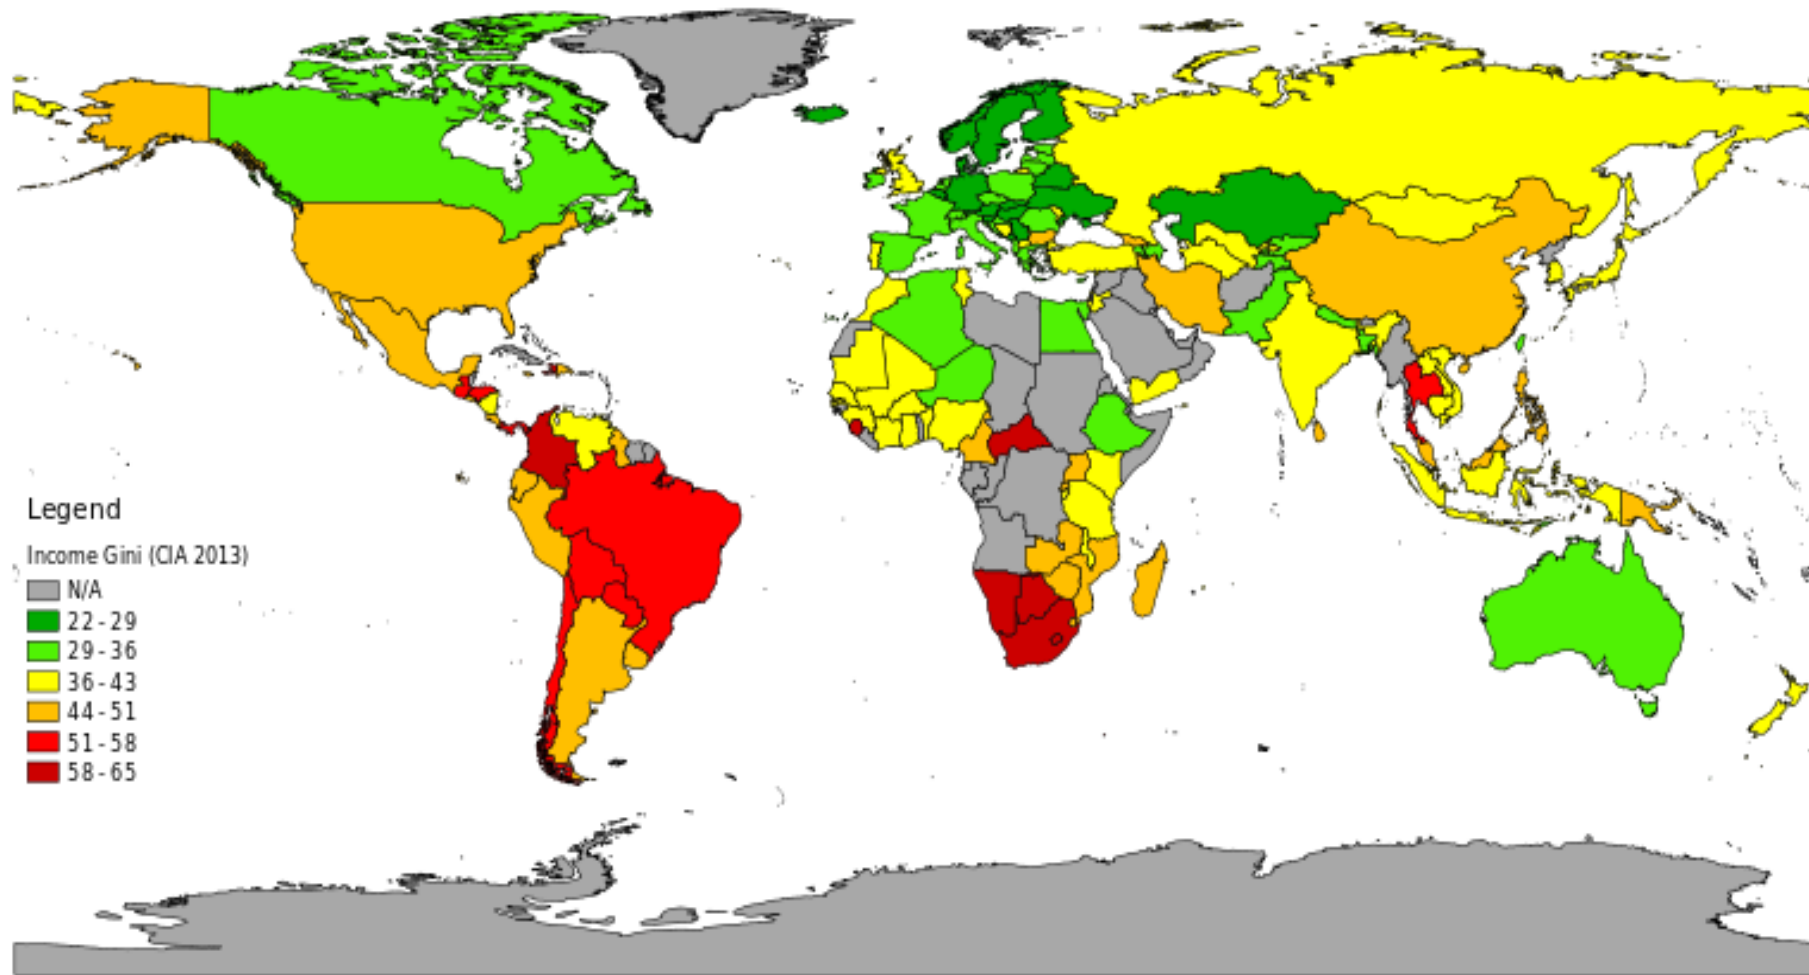 Legend
Income Gini (CIA 2013)
N/A
22 - 29
29 - 36
36 - 43
44 - 51
51 - 58
58 - 65